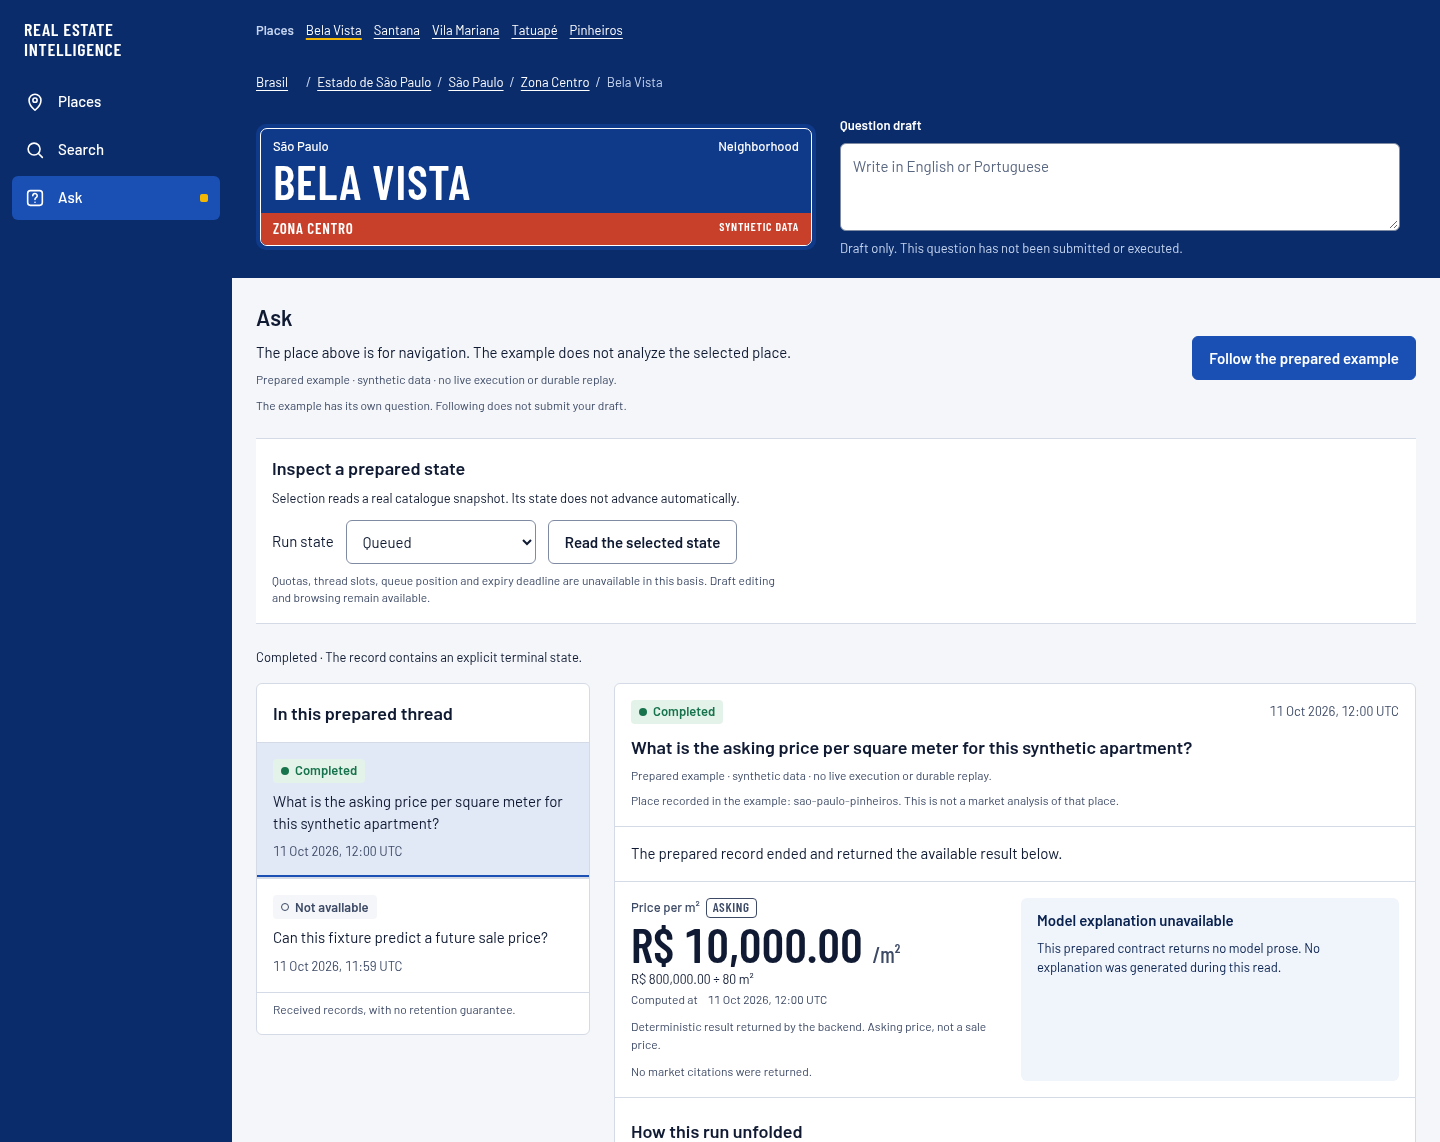 REAL ESTATE
INTELLIGENCE
Places
Search
Ask
Places Bela Vista Santana Vila Mariana Tatuapé Pinheiros
Brasil / Estado de São Paulo / São Paulo / Zona Centro / Bela Vista
São Paulo Neighborhood
BELA VISTA
ZONA CENTRO SYNTHETIC DATA
Question draft
Write in English or Portuguese
Draft only. This question has not been submitted or executed.
Ask
The place above is for navigation. The example does not analyze the selected place.
Prepared example · synthetic data · no live execution or durable replay.
The example has its own question. Following does not submit your draft.
Follow the prepared example
Inspect a prepared state
Selection reads a real catalogue snapshot. Its state does not advance automatically.
Run state Queued Read the selected state
Quotas, thread slots, queue position and expiry deadline are unavailable in this basis. Draft editing
and browsing remain available.
Completed · The record contains an explicit terminal state.
In this prepared thread
Completed
What is the asking price per square meter for
this synthetic apartment?
11 Oct 2026, 12:00 UTC
Not available
Can this fixture predict a future sale price?
11 Oct 2026, 11:59 UTC
Received records, with no retention guarantee.
Completed 11 Oct 2026, 12:00 UTC
What is the asking price per square meter for this synthetic apartment?
Prepared example · synthetic data · no live execution or durable replay.
Place recorded in the example: sao-paulo-pinheiros. This is not a market analysis of that place.
The prepared record ended and returned the available result below.
Price per m² ASKING
R$ 10,000.00 /m²
R$ 800,000.00 ÷ 80 m²
Computed at 11 Oct 2026, 12:00 UTC
Deterministic result returned by the backend. Asking price, not a sale
price.
No market citations were returned.
Model explanation unavailable
This prepared contract returns no model prose. No
explanation was generated during this read.
How this run unfolded